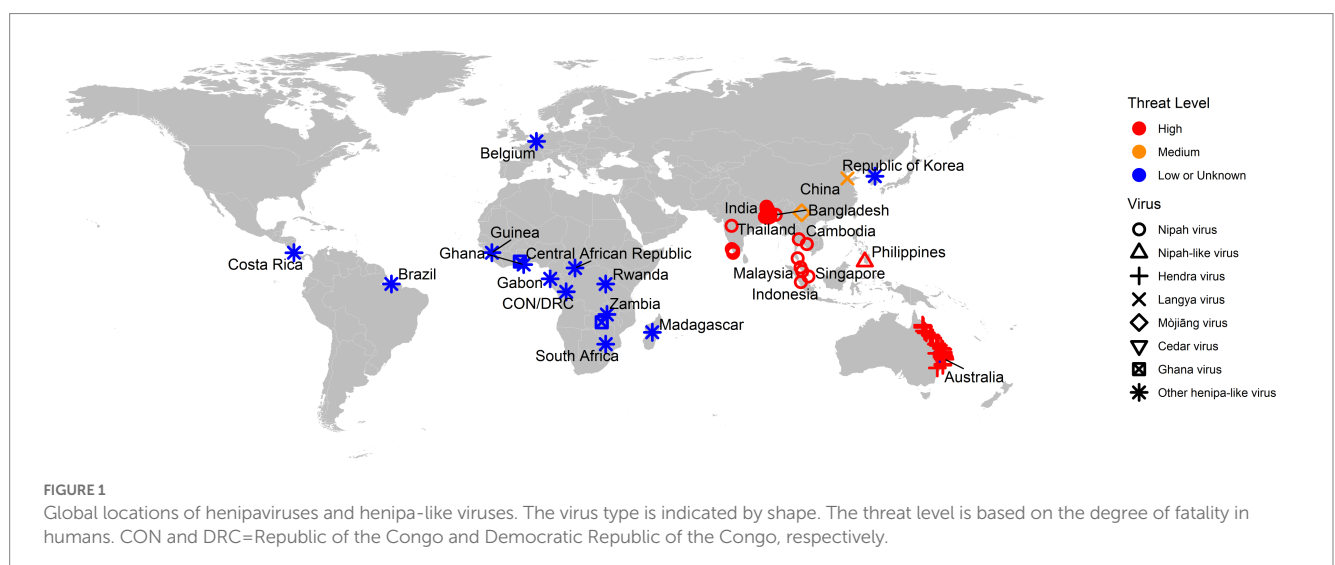 Threat Level
High
Medium
Low or Unknown
Virus
Nipah virus
Nipah-like virus
Hendra virus
Langya virus
Mòjiāng virus
Cedar virus
Ghana virus
Other henipa-like virus
Belgium
Republic of Korea
China
India
Bangladesh
Thailand
Cambodia
Guinea
Ghana
Central African Republic
Philippines
Costa Rica
Brazil
Gabon
Rwanda
Malaysia
Singapore
CON/DRC
Indonesia
Zambia
Madagascar
South Africa
Australia
FIGURE 1
Global locations of henipaviruses and henipa-like viruses. The virus type is indicated by shape. The threat level is based on the degree of fatality in
humans. CON and DRC=Republic of the Congo and Democratic Republic of the Congo, respectively.